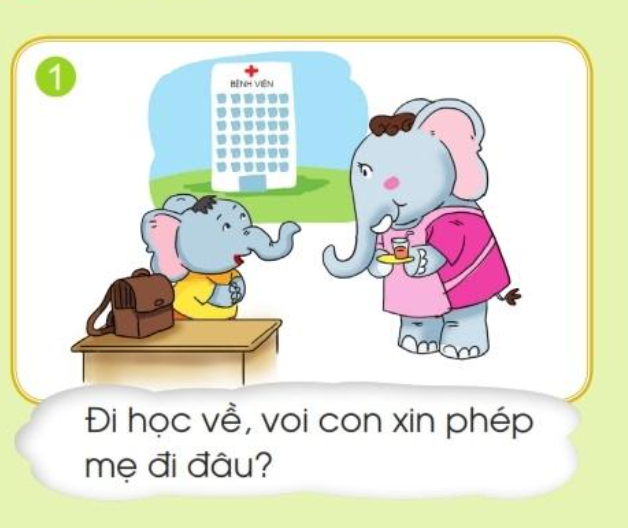 1
BỆNH VIỆN
Đi học về, voi con xin phép
mẹ đi đâu?